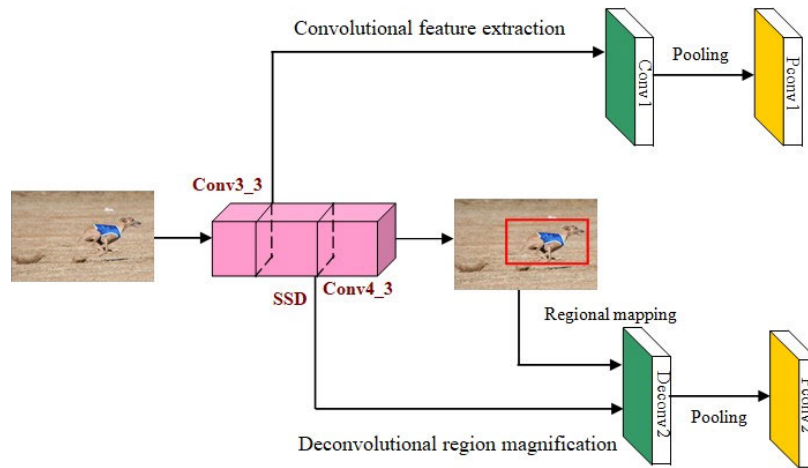 Convolutional feature extraction
Conv1
Pooling
Pconv1
Conv3_3
SSD
Conv4_3
Regional mapping
Deconv2
Pooling
Deconvolutional region magnification